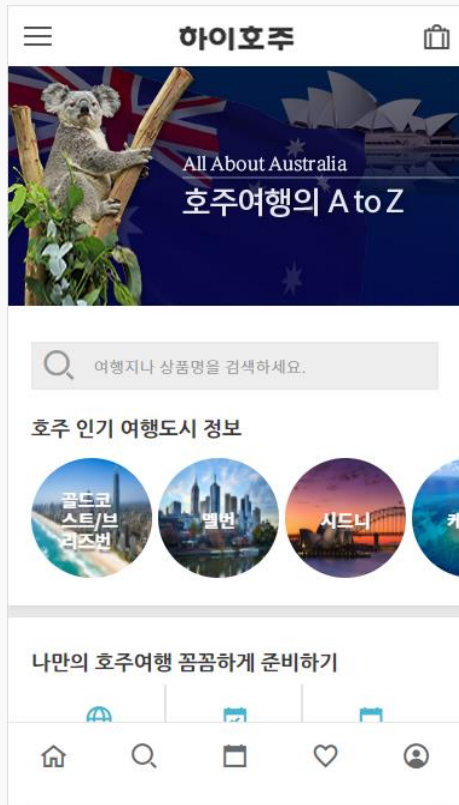 하이호주
All About Australia
호주여행의 A to Z
여행지나 상품명을 검색하세요.
호주 인기 여행도시 정보
골드코
스트/브
리즈번
멜번
시드니
나만의 호주여행 꼼꼼하게 준비하기